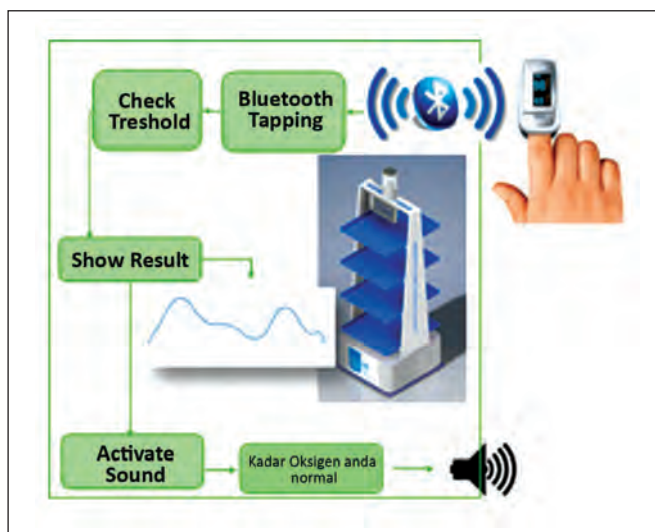 Check
Treshold
Bluetooth
Tapping
Show Result
Activate
Sound
Kadar Oksigen anda
normal